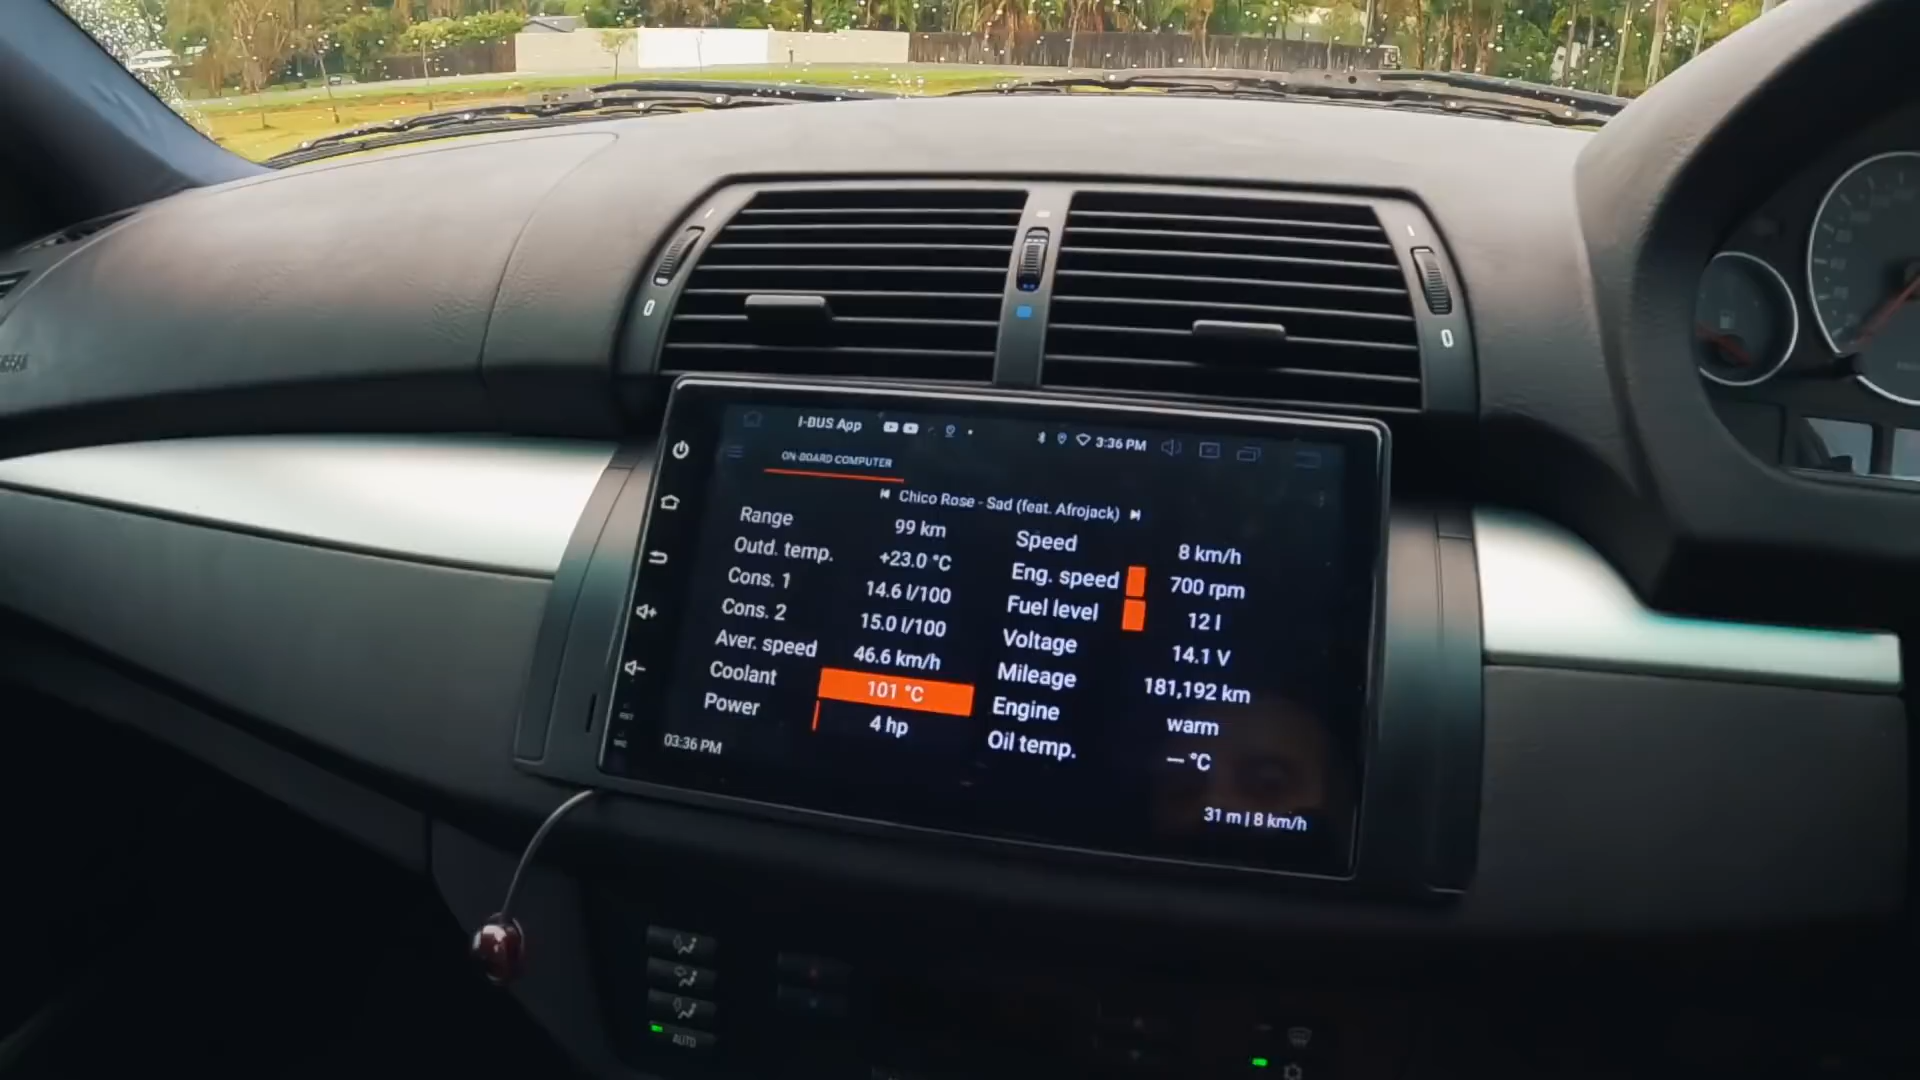 I-BUS App 3:36 PM
ON-BOARD COMPUTER
Chico Rose - Sad (feat. Afrojack)
Range 99 km
Outd. temp. +23.0 °C
Cons. 1 14.6 l/100
Cons. 2 15.0 l/100
Aver. speed 46.6 km/h
Coolant 101 °C
Power 4 hp
Speed 8 km/h
Eng. speed 700 rpm
Fuel level 12 l
Voltage 14.1 V
Mileage 181,192 km
Engine warm
Oil temp. — °C
03:36 PM
31 m | 8 km/h
0
0
AUTO